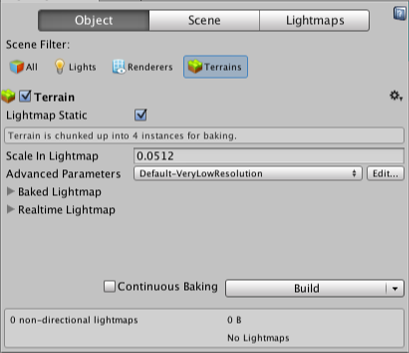 Object Scene Lightmaps
Scene Filter:
All Lights Renderers Terrains
Terrain
Lightmap Static
Terrain is chunked up into 4 instances for baking.
Scale In Lightmap 0.0512
Advanced Parameters Default-VeryLowResolution Edit...
Baked Lightmap
Realtime Lightmap
Continuous Baking Build
0 non-directional lightmaps 0 B
No Lightmaps